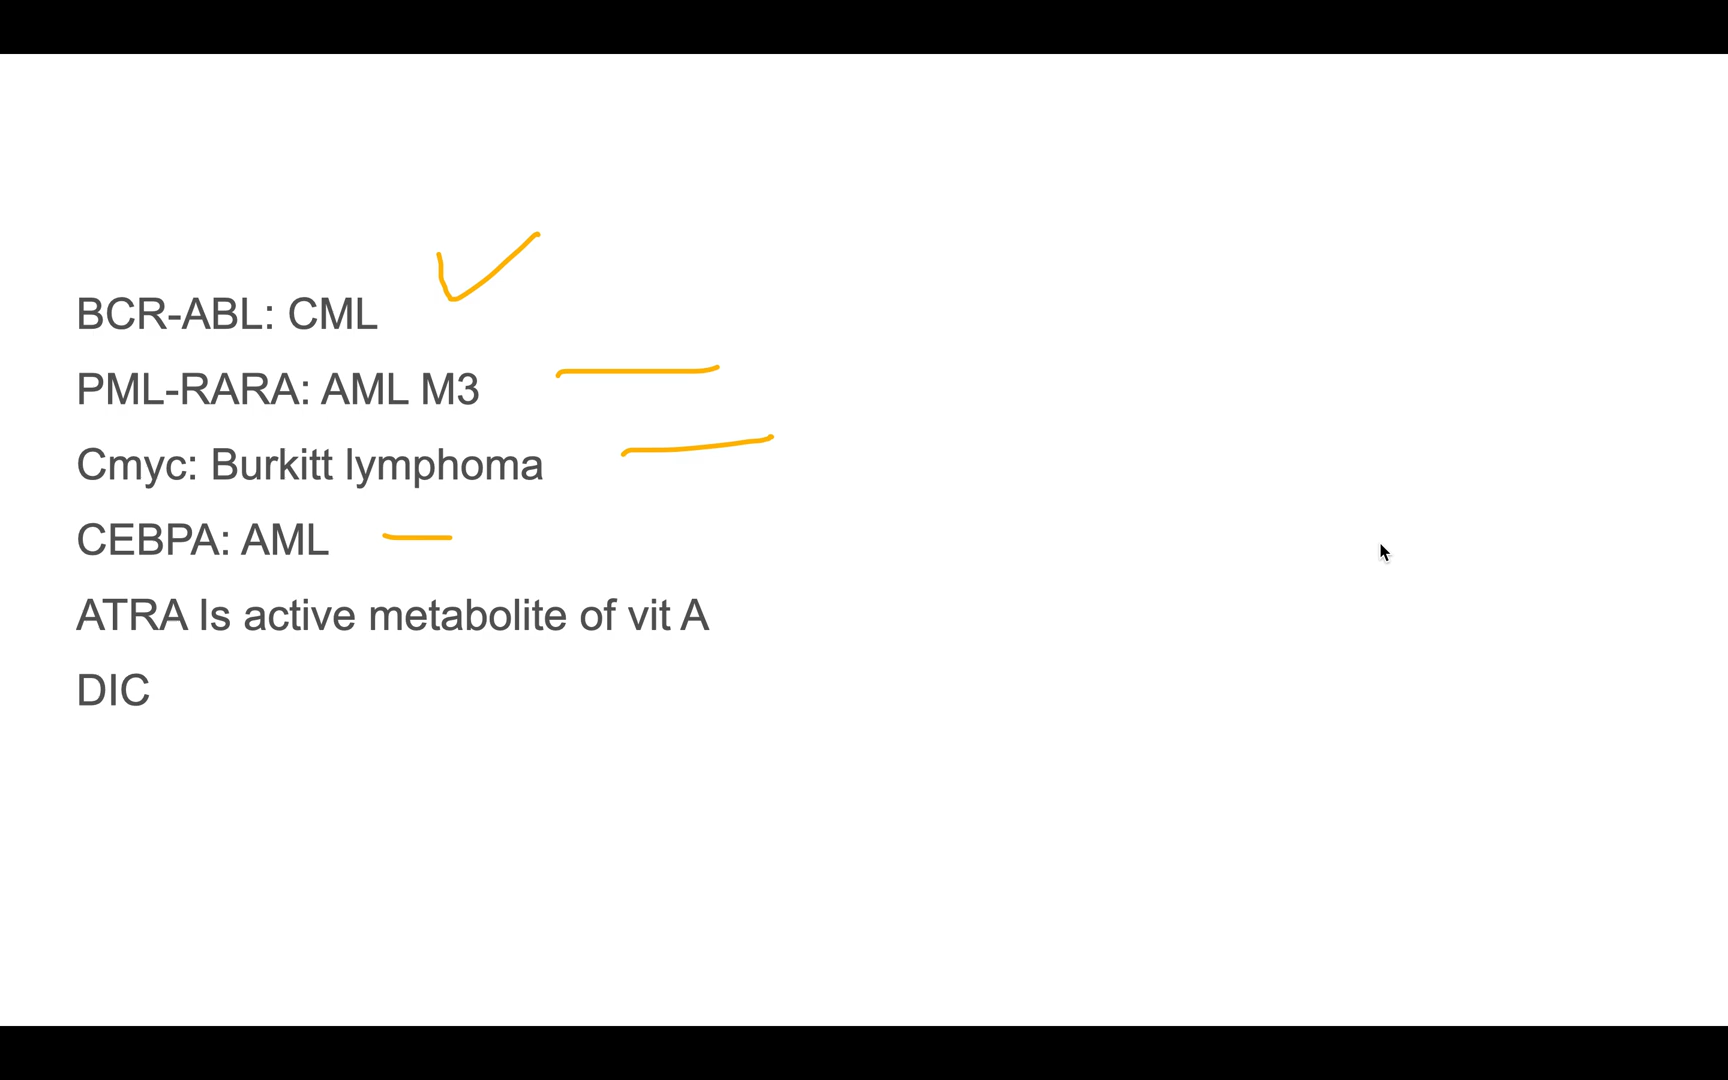 BCR-ABL: CML
PML-RARA: AML M3
Cmyc: Burkitt lymphoma
CEBPA: AML
ATRA Is active metabolite of vit A
DIC